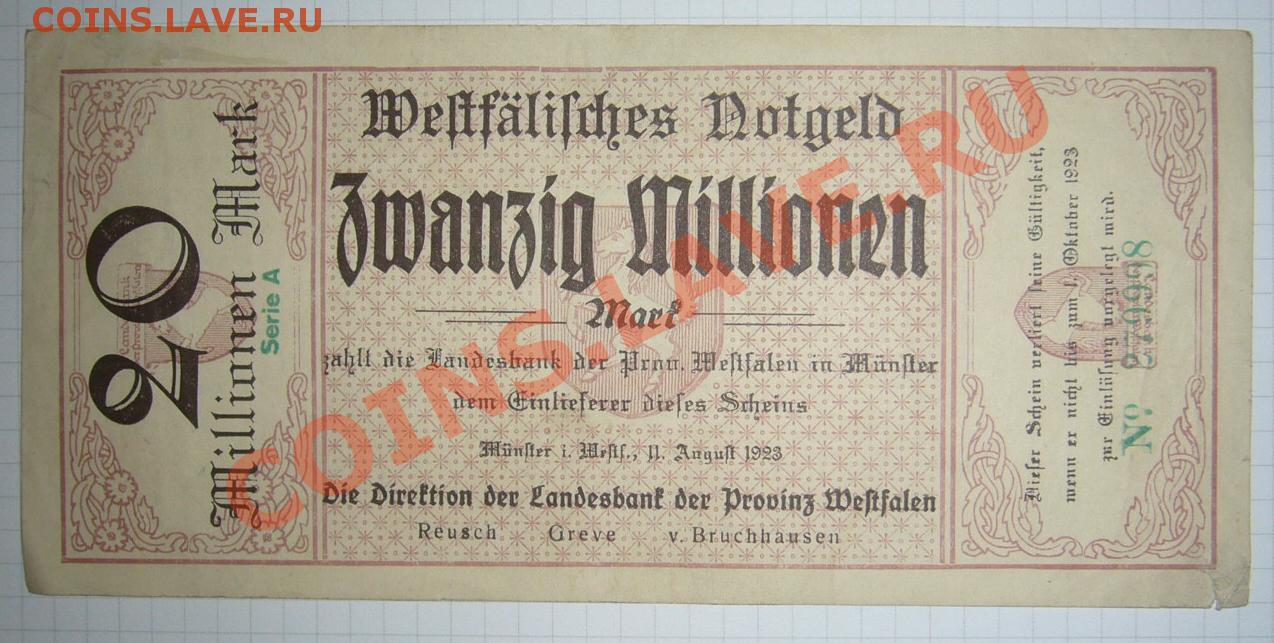 COINS.LAVE.RU
20
Millionen Mark
Serie A
Westfälisches Notgeld
Zwanzig Millionen
Mark
zahlt die Landesbank der Prov. Westfalen in Münster
dem Einlieferer dieses Scheins
Münster i. Westf., 11. August 1923
Die Direktion der Landesbank der Provinz Westfalen
Reusch Greve v. Bruchhausen
Dieser Schein verliert seine Gültigkeit,
wenn er nicht bis zum 1. Oktober 1923
zur Einlösung vorgelegt wird.
No.
COINS.LAVE.RU